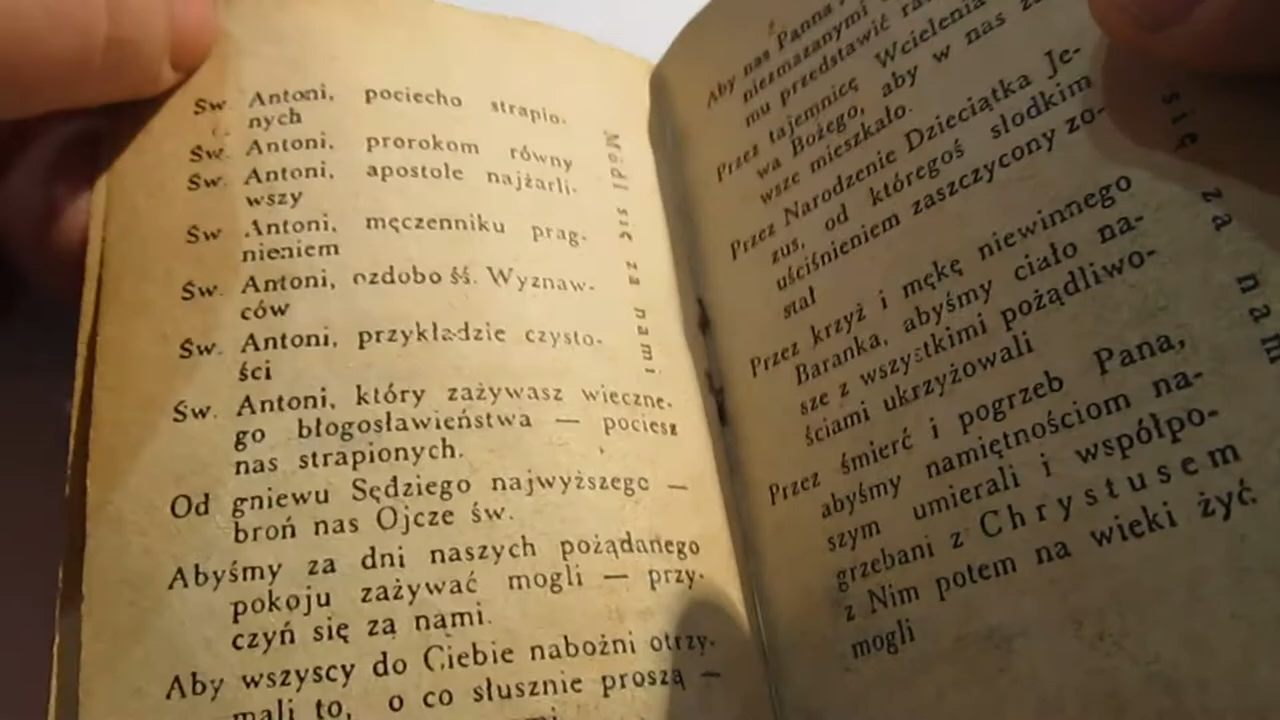 Św. Antoni, pociecho strapio-
nych
Św. Antoni, prorokom równy
Św. Antoni, apostole najżarli-
wszy
Św. Antoni, męczenniku prag-
nieniem
Św. Antoni, ozdobo śś. Wyznaw-
ców
Św. Antoni, przykładzie czysto-
ści
Módl się za nami
Św. Antoni, który zażywasz wieczne-
go błogosławieństwa — pociesz
nas strapionych.
Od gniewu Sędziego najwyższego —
broń nas Ojcze św.
Abyśmy za dni naszych pożądanego
pokoju zażywać mogli — przy-
czyń się za nami.
Aby wszyscy do Ciebie nabożni otrzy-
mali to, o co słusznie proszą —
Aby nas Panna
niezmazanymi
mu przedstawić
Przez tajemnicę Wcielenia
wa Bożego, aby w nas
wsze mieszkało.
Przez Narodzenie Dzieciątka Je-
zus, od któregoś słodkim
uściśnieniem zaszczycony zo-
stał
Przez krzyż i mękę niewinnego
Baranka, abyśmy ciało na-
sze z wszystkimi pożądliwo-
ściami ukrzyżowali
Przez śmierć i pogrzeb Pana,
abyśmy namiętnościom na-
szym umierali i współpo-
grzebani z Chrystusem
z Nim potem na wieki żyć
mogli
się za nam